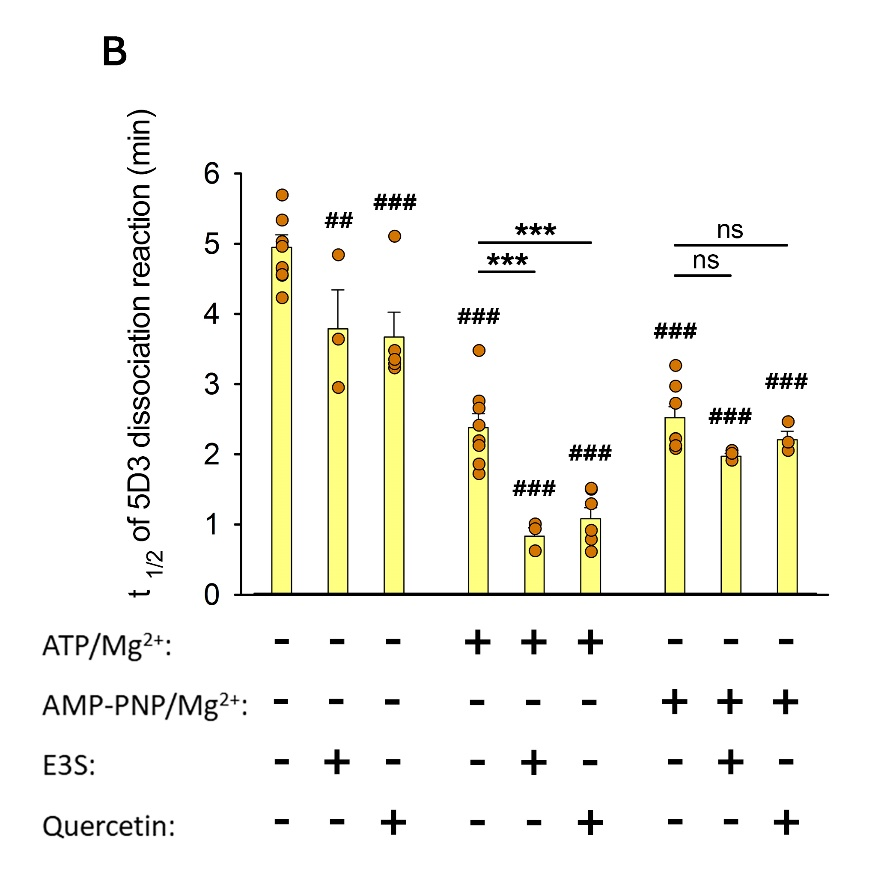 B
t 1/2 of 5D3 dissociation reaction (min)
6
5
4
3
2
1
0
## ###
### *** *** ### ###
### ns ns ### ###
ATP/Mg²⁺: - - - + + + - - -
AMP-PNP/Mg²⁺: - - - - - - + + +
E3S: - + - - + - - + -
Quercetin: - - + - - + - - +